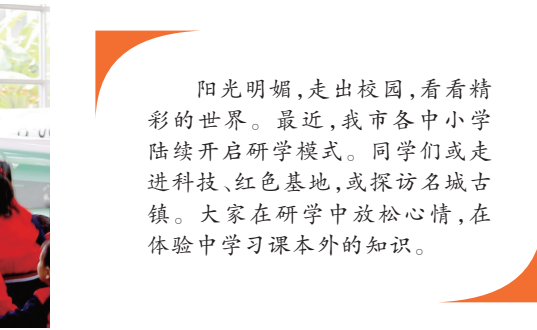 阳光明媚,走出校园,看看精
彩的世界。最近,我市各中小学
陆续开启研学模式。同学们或走
进科技、红色基地,或探访名城古
镇。大家在研学中放松心情,在
体验中学习课本外的知识。